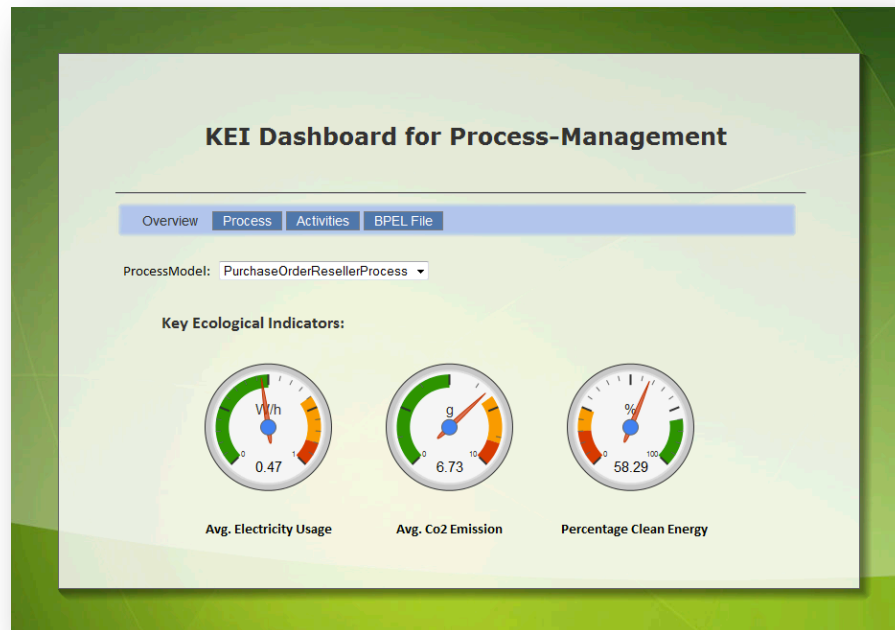 KEI Dashboard for Process-Management
Overview Process Activities BPEL File
ProcessModel: PurchaseOrderResellerProcess
Key Ecological Indicators:
W/h g %
0 1 0 10 0 100
0.47 6.73 58.29
Avg. Electricity Usage Avg. Co2 Emission Percentage Clean Energy